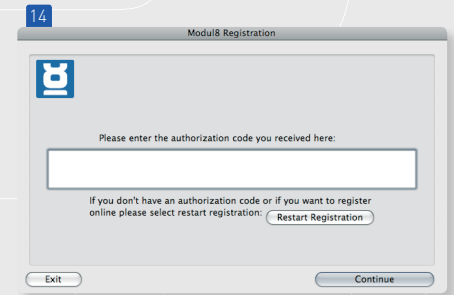 14
Modul8 Registration
Please enter the authorization code you received here:
If you don't have an authorization code or if you want to register
online please select restart registration: Restart Registration
Exit Continue